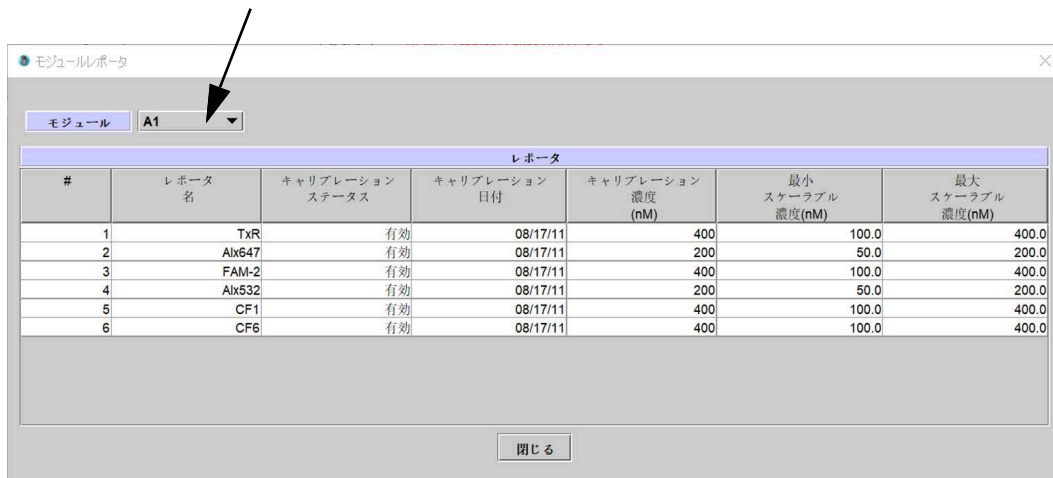 モジュールレポータ
モジュール A1
レポータ
# レポータ名 キャリブレーションステータス キャリブレーション日付 キャリブレーション濃度(nM) 最小スケーラブル濃度(nM) 最大スケーラブル濃度(nM)
1 TxR 有効 08/17/11 400 100.0 400.0
2 Alx647 有効 08/17/11 200 50.0 200.0
3 FAM-2 有効 08/17/11 400 100.0 400.0
4 Alx532 有効 08/17/11 200 50.0 200.0
5 CF1 有効 08/17/11 400 100.0 400.0
6 CF6 有効 08/17/11 400 100.0 400.0
閉じる